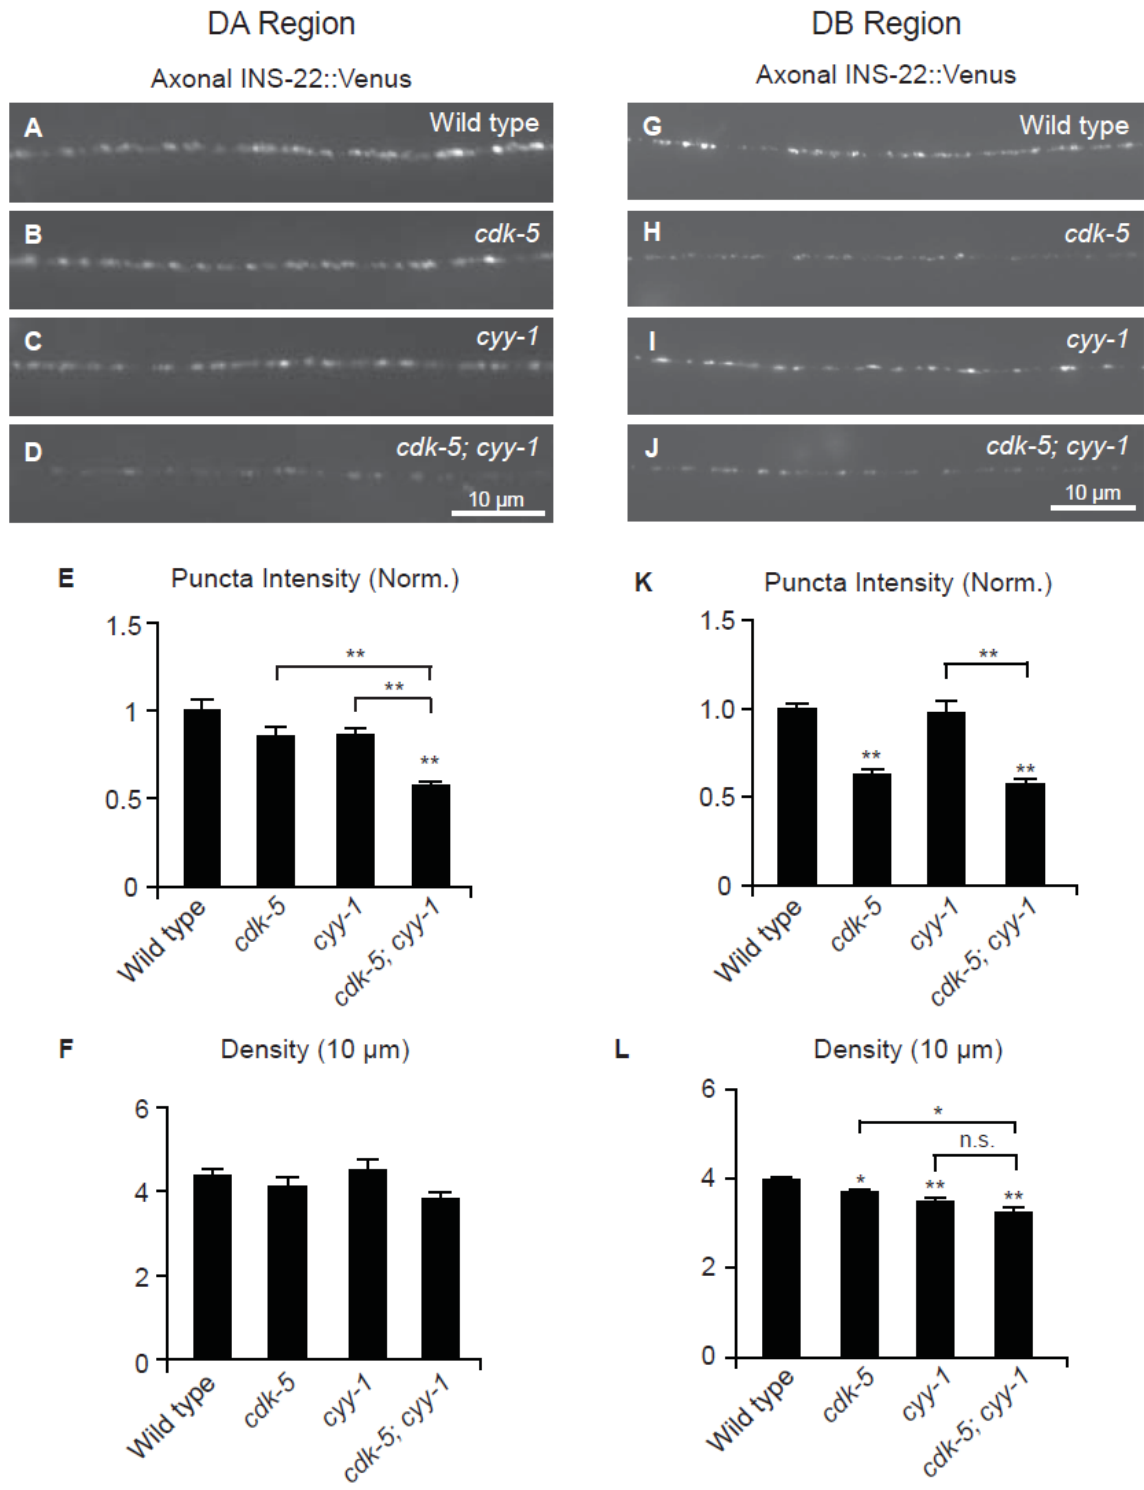 DA Region
Axonal INS-22::Venus
A
Wild type
B
cdk-5
C
cyy-1
D
cdk-5; cyy-1
10 µm
E
Puncta Intensity (Norm.)
1.5
1
0.5
0
**
**
**
Wild type
cdk-5
cyy-1
cdk-5; cyy-1
F
Density (10 µm)
6
4
2
0
Wild type
cdk-5
cyy-1
cdk-5; cyy-1
DB Region
Axonal INS-22::Venus
G
Wild type
H
cdk-5
I
cyy-1
J
cdk-5; cyy-1
10 µm
K
Puncta Intensity (Norm.)
1.5
1.0
0.5
0
**
**
**
Wild type
cdk-5
cyy-1
cdk-5; cyy-1
L
Density (10 µm)
6
4
2
0
*
n.s.
*
**
**
Wild type
cdk-5
cyy-1
cdk-5; cyy-1